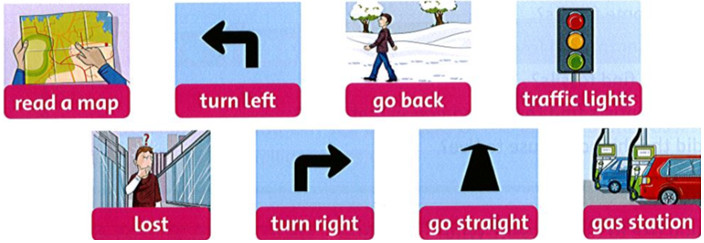 read a map
turn left
go back
traffic lights
?
lost
turn right
go straight
gas station